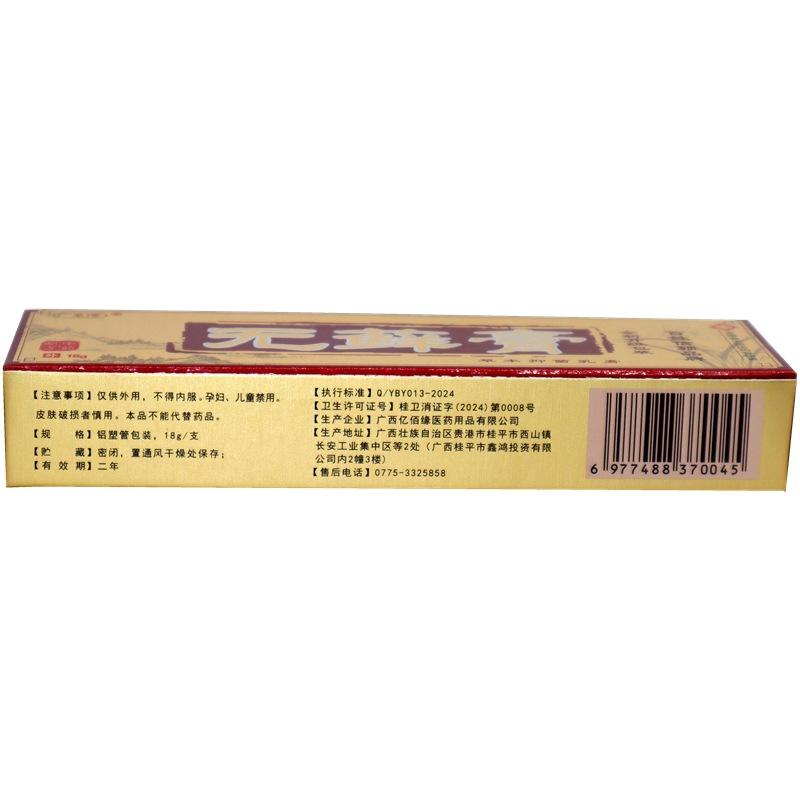 无藓膏
草本抑菌乳膏
18g
【注意事项】仅供外用，不得内服。孕妇、儿童禁用。
皮肤破损者慎用。本品不能代替药品。
【规 格】铝塑管包装，18g/支
【贮 藏】密闭，置通风干燥处保存；
【有 效 期】二年
【执行标准】Q/YBY013-2024
【卫生许可证号】桂卫消证字(2024)第0008号
【生产企业】广西亿佰缘医药用品有限公司
【生产地址】广西壮族自治区贵港市桂平市西山镇
长安工业集中区等2处（广西桂平市鑫鸿投资有限
公司内2幢3楼）
【售后电话】0775-3325858
6 977488 370045